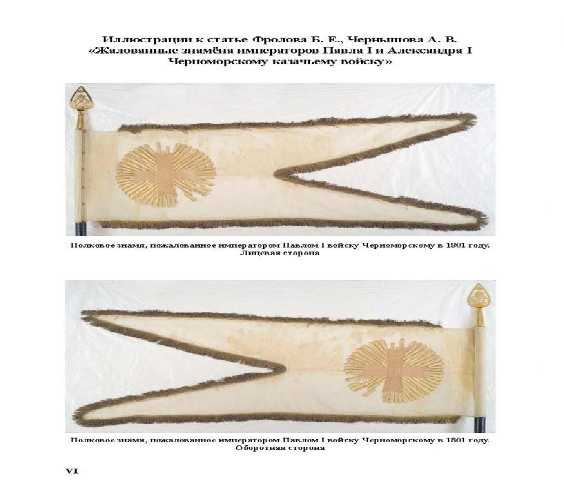 Иллюстрации к статье Фролова Б. Е., Чернышова А. В.
«Жалованные знамёна императоров Павла I и Александра I
Черноморскому казачьему войску»
Полковое знамя, пожалованное императором Павлом I войску Черноморскому в 1801 году.
Лицевая сторона
Полковое знамя, пожалованное императором Павлом I войску Черноморскому в 1801 году.
Оборотная сторона
VI